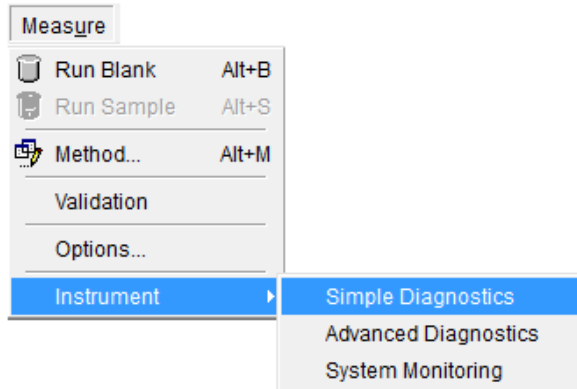 Measure
Run Blank Alt+B
Run Sample Alt+S
Method... Alt+M
Validation
Options...
Instrument
Simple Diagnostics
Advanced Diagnostics
System Monitoring